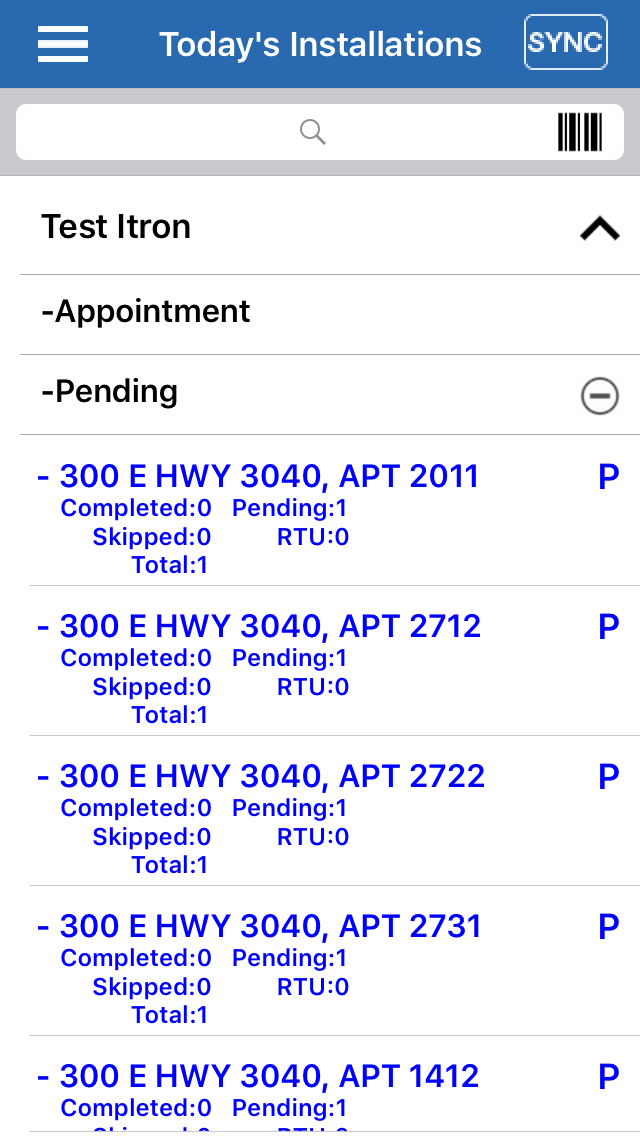 Today's Installations
SYNC
Test Itron
-Appointment
-Pending
- 300 E HWY 3040, APT 2011 P
Completed:0 Pending:1
Skipped:0 RTU:0
Total:1
- 300 E HWY 3040, APT 2712 P
Completed:0 Pending:1
Skipped:0 RTU:0
Total:1
- 300 E HWY 3040, APT 2722 P
Completed:0 Pending:1
Skipped:0 RTU:0
Total:1
- 300 E HWY 3040, APT 2731 P
Completed:0 Pending:1
Skipped:0 RTU:0
Total:1
- 300 E HWY 3040, APT 1412 P
Completed:0 Pending:1